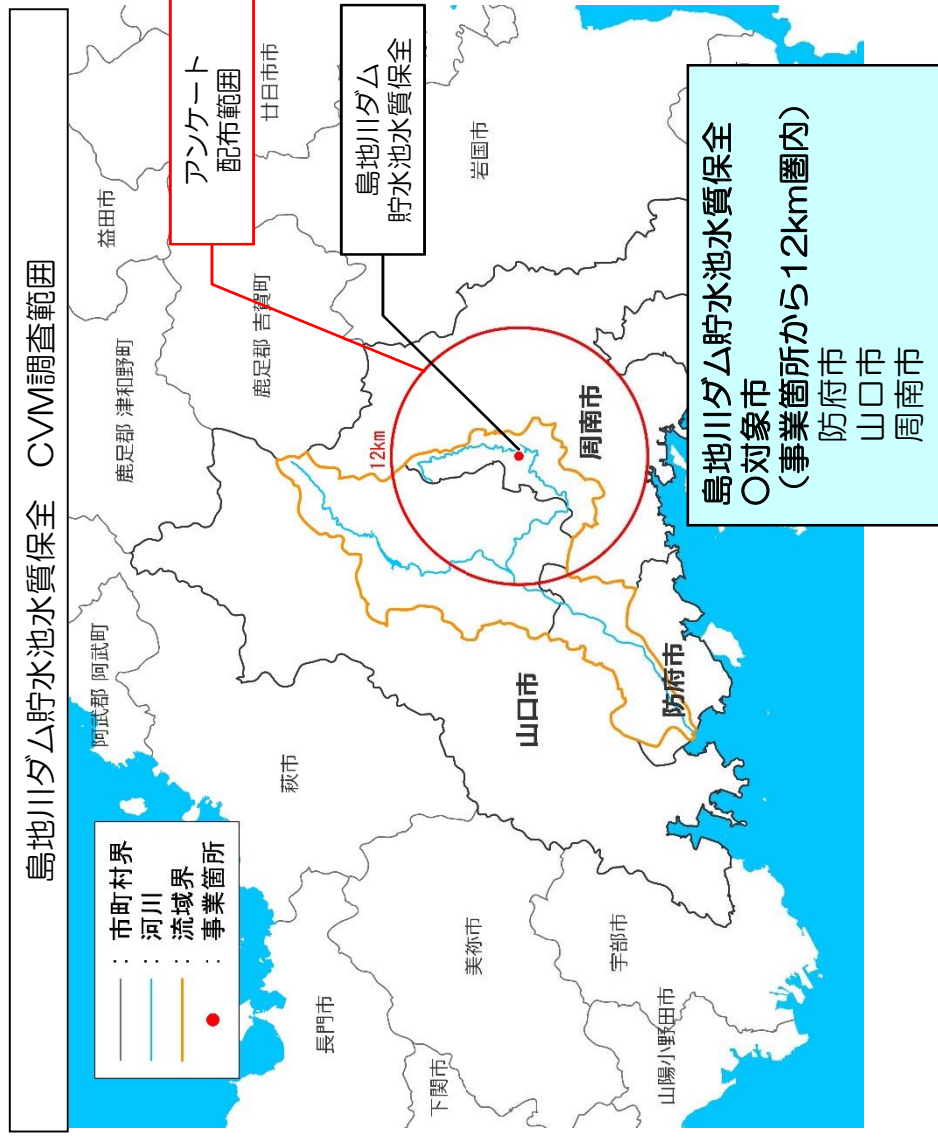 島地川ダム貯水池水質保全 CVM調査範囲
: 市町村界
: 河川
: 流域界
: 事業箇所
阿武郡 阿武町
鹿足郡 津和野町
益田市
アンケート
配布範囲
廿日市市
鹿足郡 吉賀町
萩市
長門市
12km
島地川ダム
貯水池水質保全
岩国市
下関市
美祢市
山口市
周南市
防府市
宇部市
山陽小野田市
島地川ダム貯水池水質保全
〇対象市
(事業箇所から12km圏内)
防府市
山口市
周南市